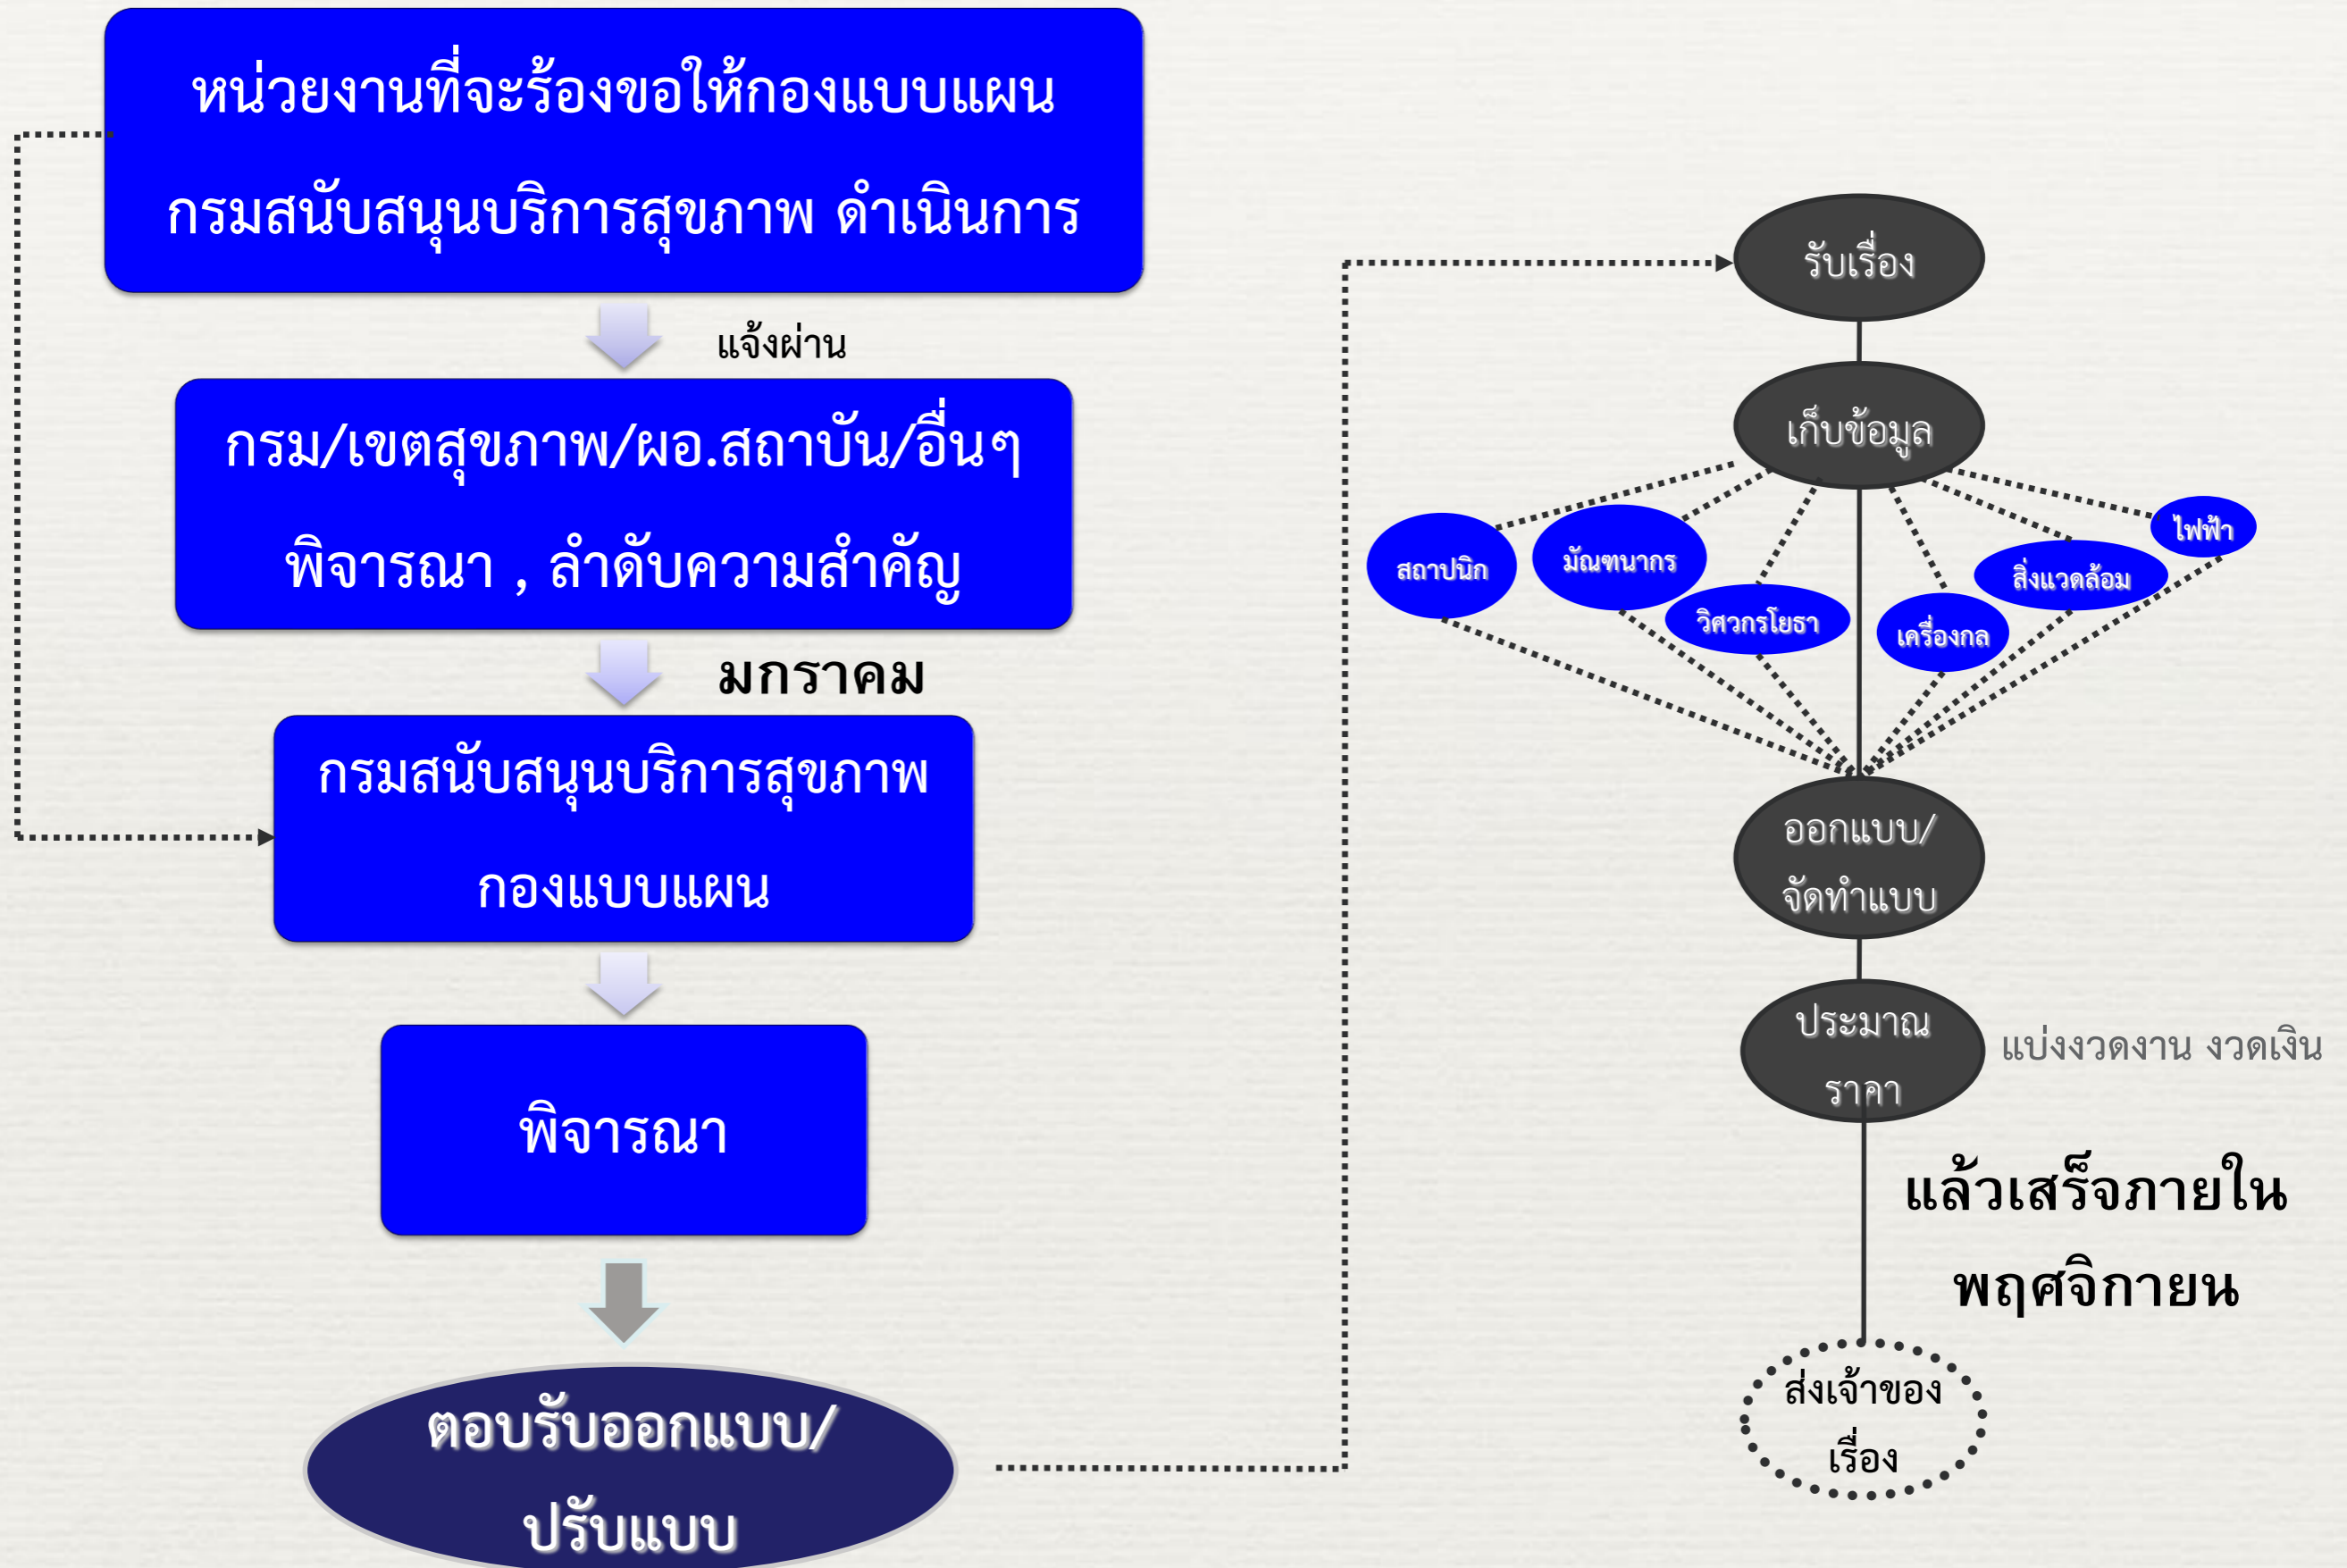 หน่วยงานที่จะร้องขอให้กองแบบแผน
กรมสนับสนุนบริการสุขภาพ ดำเนินการ
แจ้งผ่าน
กรม/เขตสุขภาพ/ผอ.สถาบัน/อื่นๆ
พิจารณา , ลำดับความสำคัญ
มกราคม
กรมสนับสนุนบริการสุขภาพ
กองแบบแผน
พิจารณา
ตอบรับออกแบบ/
ปรับแบบ
รับเรื่อง
เก็บข้อมูล
สถาปนิก
มัณฑนากร
วิศวกรโยธา
เครื่องกล
สิ่งแวดล้อม
ไฟฟ้า
ออกแบบ/
จัดทำแบบ
ประมาณ
ราคา
แบ่งงวดงาน งวดเงิน
แล้วเสร็จภายใน
พฤศจิกายน
ส่งเจ้าของ
เรื่อง